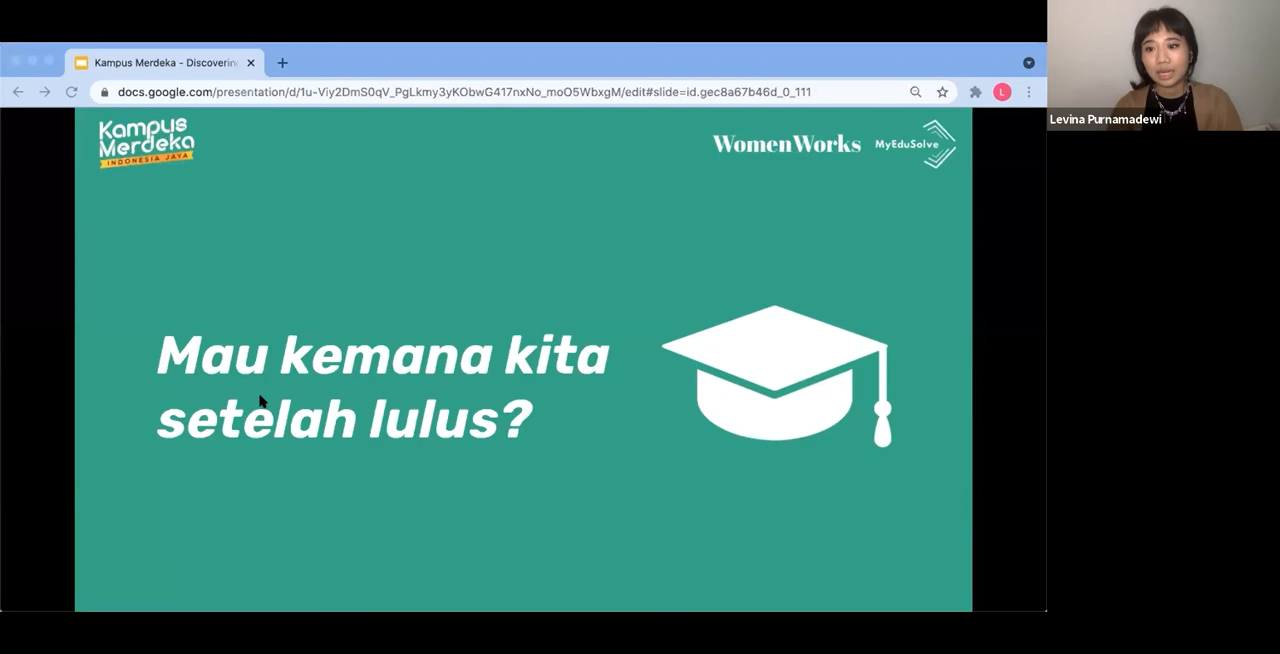 Kampus Merdeka - Discovering
docs.google.com/presentation/d/1u-Viy2DmS0qV_PgLkmy3yKObwG417nxNo_moO5WbxgM/edit#slide=id.gec8a67b46d_0_111
L
Levina Purnamadewi
Kampus
Merdeka
INDONESIA JAYA
WomenWorks
MyEduSolve
Mau kemana kita
setelah lulus?